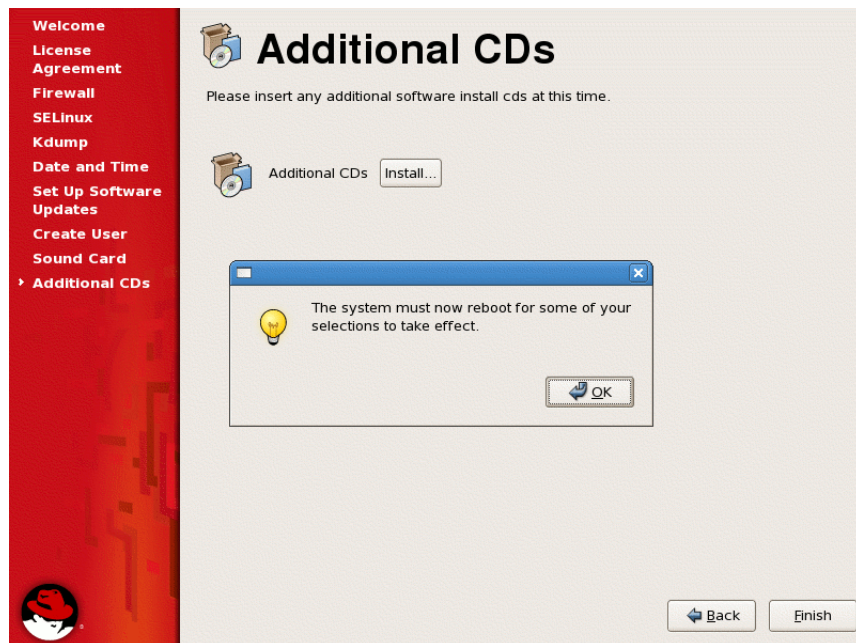 Welcome
License
Agreement
Firewall
SELinux
Kdump
Date and Time
Set Up Software
Updates
Create User
Sound Card
Additional CDs
Additional CDs
Please insert any additional software install cds at this time.
Additional CDs
Install...
The system must now reboot for some of your
selections to take effect.
OK
Back
Finish